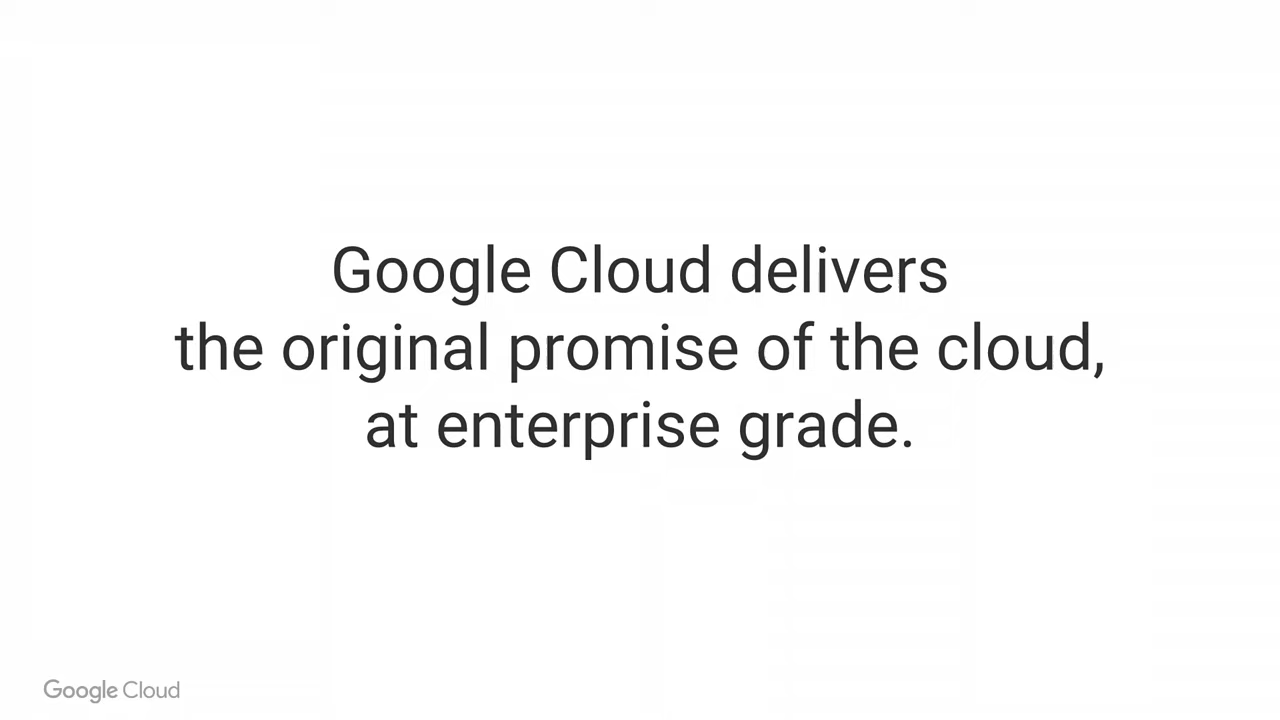 Google Cloud delivers
the original promise of the cloud,
at enterprise grade.
Google Cloud